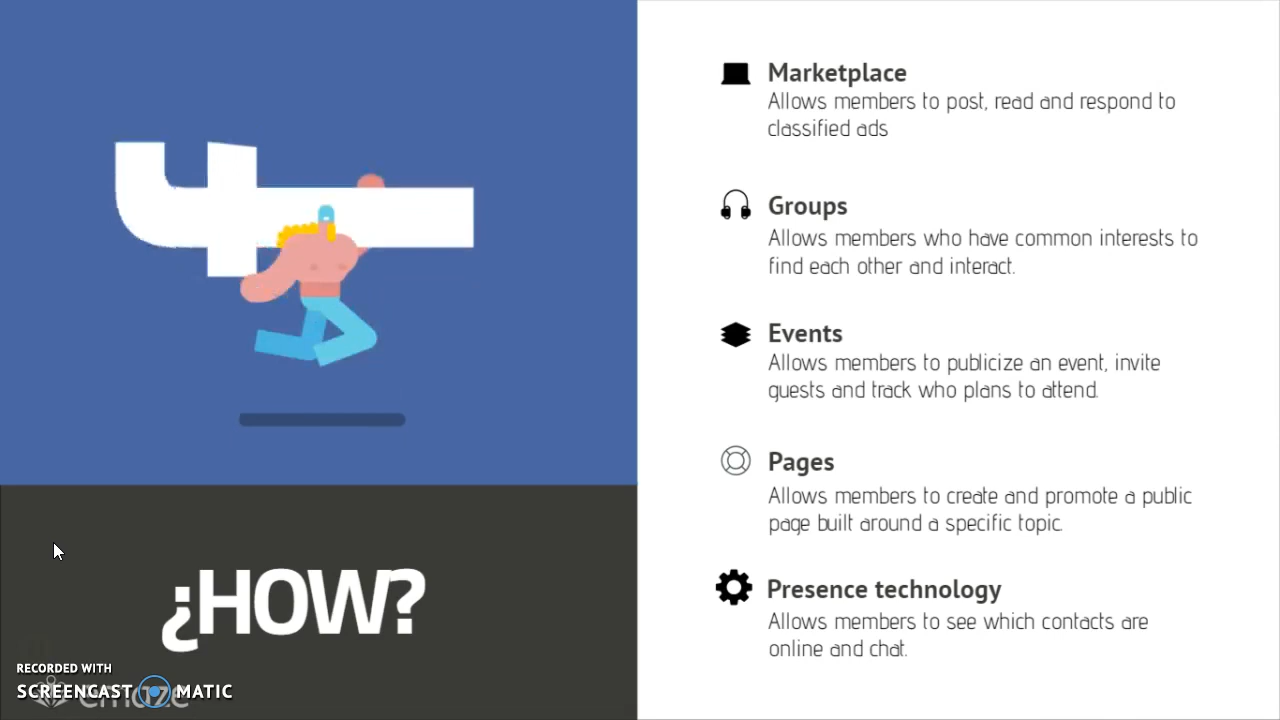 Marketplace
Allows members to post, read and respond to
classified ads
Groups
Allows members who have common interests to
find each other and interact.
Events
Allows members to publicize an event, invite
guests and track who plans to attend.
Pages
Allows members to create and promote a public
page built around a specific topic.
Presence technology
Allows members to see which contacts are
online and chat.
¿HOW?
RECORDED WITH
SCREENCAST MATIC
emaze